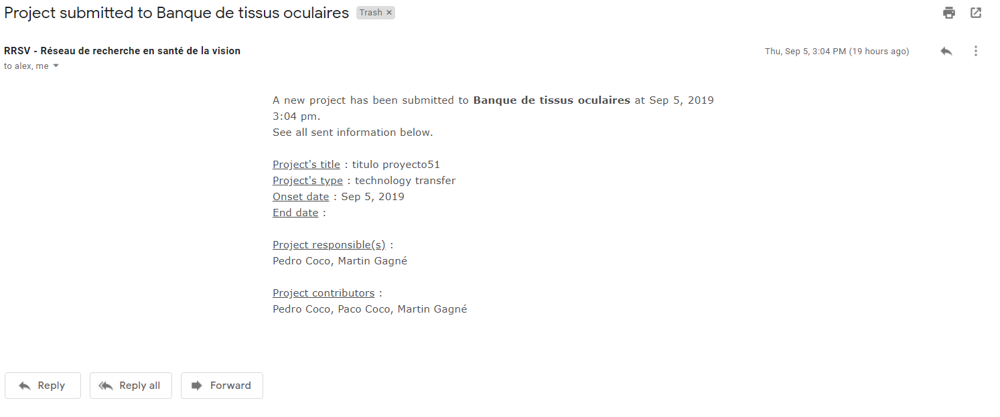 Project submitted to Banque de tissus oculaires Trash ×
RRSV - Réseau de recherche en santé de la vision
Thu, Sep 5, 3:04 PM (19 hours ago)
to alex, me
A new project has been submitted to Banque de tissus oculaires at Sep 5, 2019
3:04 pm.
See all sent information below.
Project's title : titulo proyecto51
Project's type : technology transfer
Onset date : Sep 5, 2019
End date :
Project responsible(s) :
Pedro Coco, Martin Gagné
Project contributors :
Pedro Coco, Paco Coco, Martin Gagné
Reply Reply all Forward